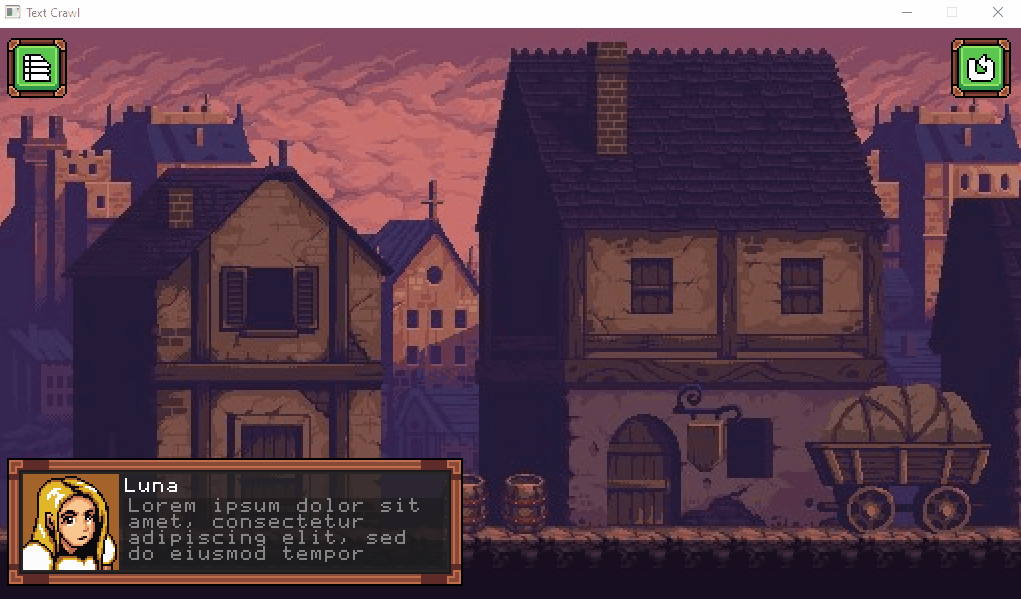 Text Crawl
Luna
Lorem ipsum dolor sit
amet, consectetur
adipiscing elit, sed
do eiusmod tempor